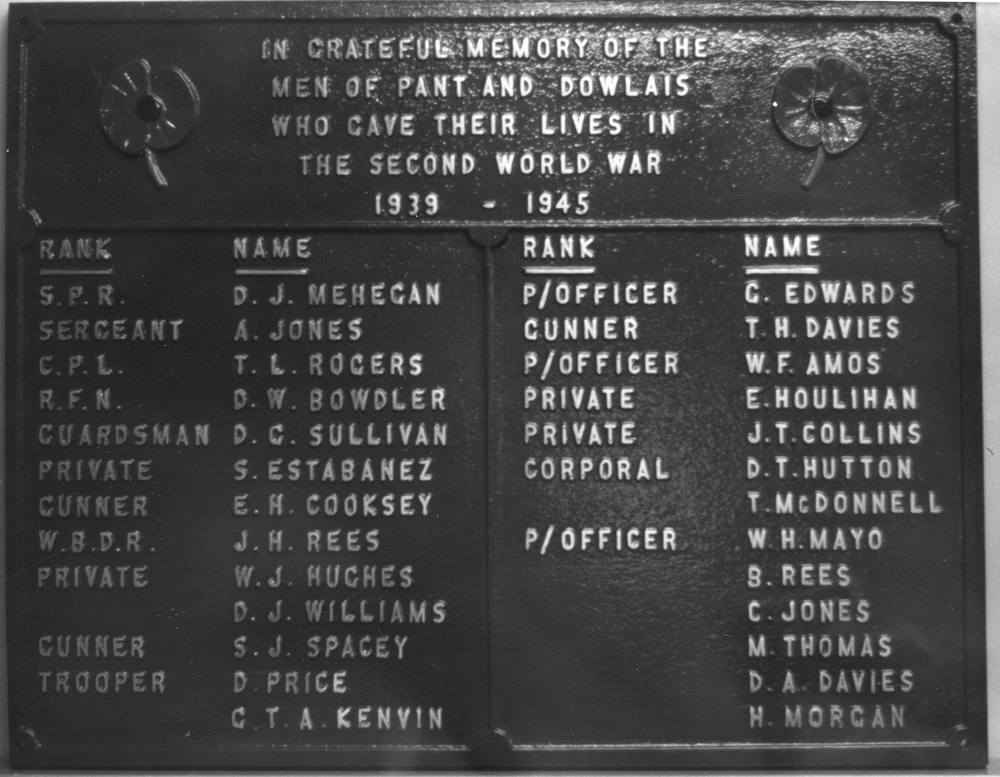 IN GRATEFUL MEMORY OF THE
MEN OF PANT AND DOWLAIS
WHO GAVE THEIR LIVES IN
THE SECOND WORLD WAR
1939 - 1945
RANK NAME
S.P.R. D. J. MEHEGAN
SERGEANT A. JONES
C.P.L. T. L. ROGERS
R.F.N. D. W. BOWDLER
GUARDSMAN D. G. SULLIVAN
PRIVATE S. ESTABANEZ
GUNNER E. H. COOKSEY
W.B.D.R. J. H. REES
PRIVATE W. J. HUGHES
D. J. WILLIAMS
GUNNER S. J. SPACEY
TROOPER D. PRICE
G. T. A. KENVIN
RANK NAME
P/OFFICER G. EDWARDS
GUNNER T. H. DAVIES
P/OFFICER W. F. AMOS
PRIVATE E. HOULIHAN
PRIVATE J. T. COLLINS
CORPORAL D. T. HUTTON
T. McDONNELL
P/OFFICER W. H. MAYO
B. REES
C. JONES
M. THOMAS
D. A. DAVIES
H. MORGAN